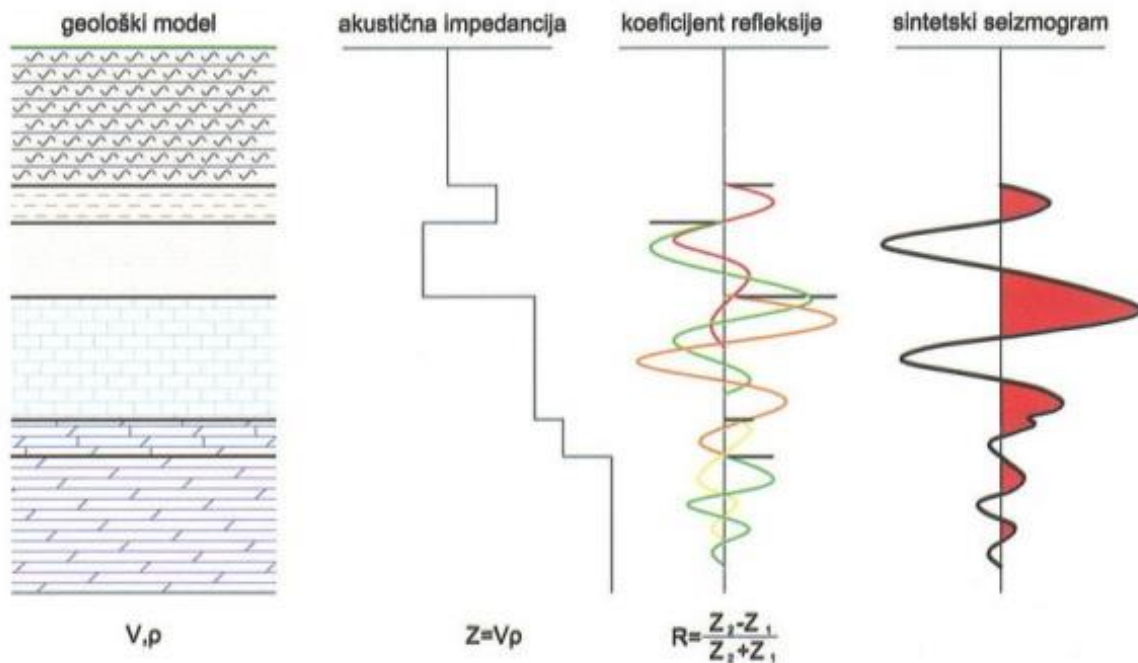 geološki model
akustična impedancija
koeficijent refleksije
sintetski seizmogram
V,ρ
Z=Vρ
R=Z₂-Z₁/Z₂+Z₁